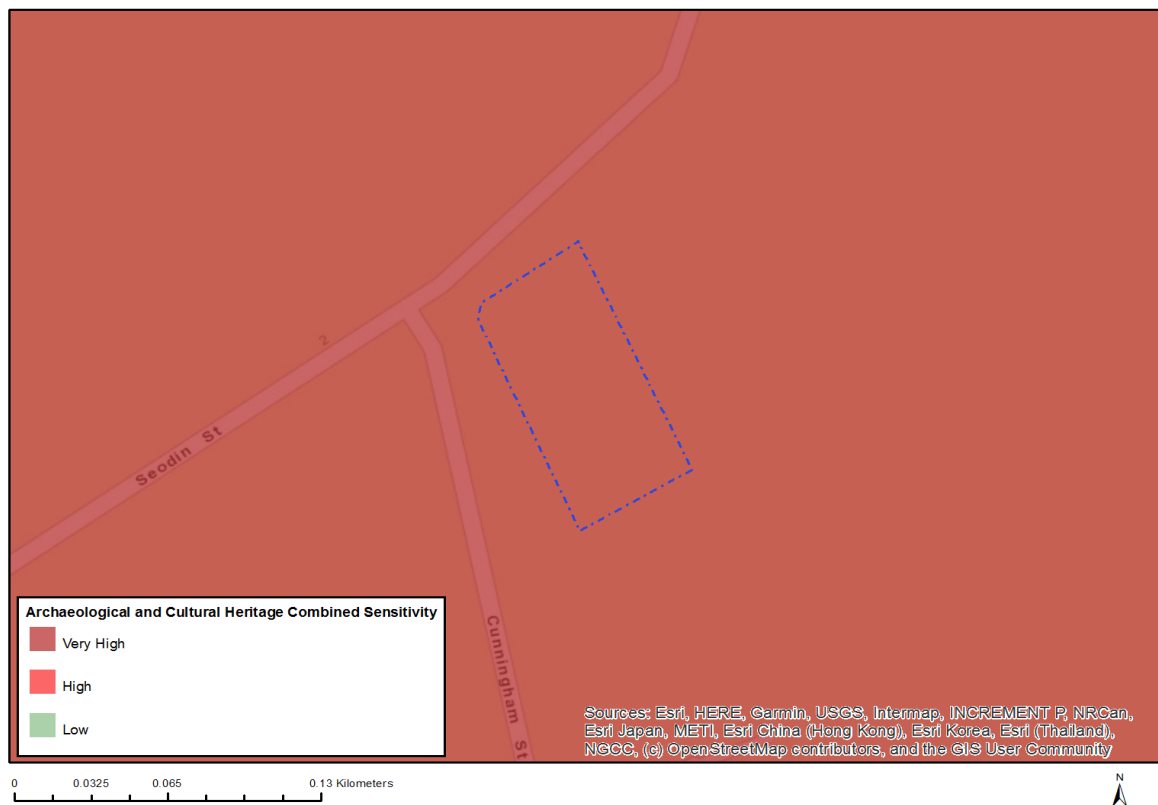 2
Seodin St
Cunningham St
Archaeological and Cultural Heritage Combined Sensitivity
Very High
High
Low
Sources: Esri, HERE, Garmin, USGS, Intermap, INCREMENT P, NRCan,
Esri Japan, METI, Esri China (Hong Kong), Esri Korea, Esri (Thailand),
NGCC, (c) OpenStreetMap contributors, and the GIS User Community
0 0.0325 0.065 0.13 Kilometers
N